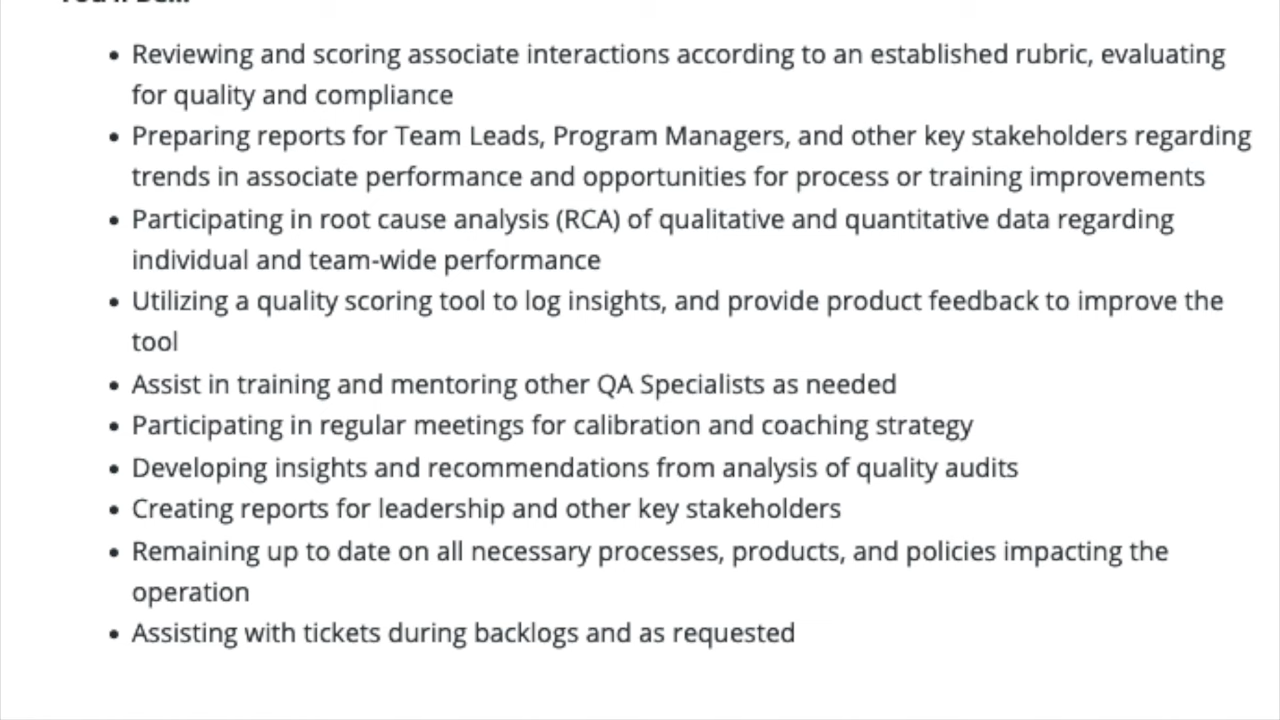 • Reviewing and scoring associate interactions according to an established rubric, evaluating
for quality and compliance
• Preparing reports for Team Leads, Program Managers, and other key stakeholders regarding
trends in associate performance and opportunities for process or training improvements
• Participating in root cause analysis (RCA) of qualitative and quantitative data regarding
individual and team-wide performance
• Utilizing a quality scoring tool to log insights, and provide product feedback to improve the
tool
• Assist in training and mentoring other QA Specialists as needed
• Participating in regular meetings for calibration and coaching strategy
• Developing insights and recommendations from analysis of quality audits
• Creating reports for leadership and other key stakeholders
• Remaining up to date on all necessary processes, products, and policies impacting the
operation
• Assisting with tickets during backlogs and as requested